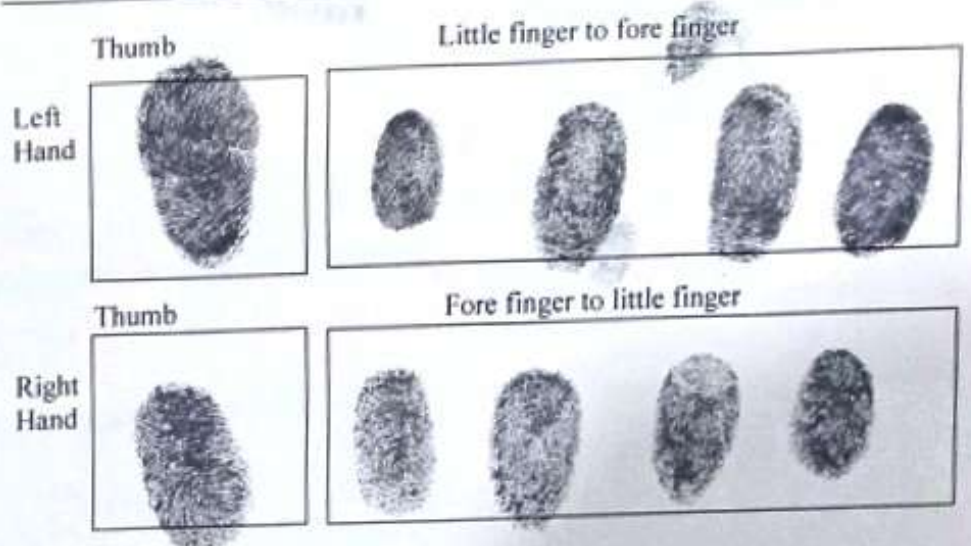 Thumb
Little finger to fore finger
Left
Hand
Thumb
Fore finger to little finger
Right
Hand